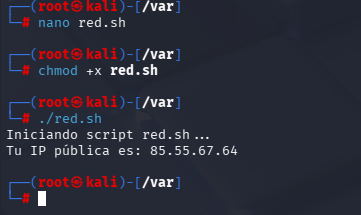 ┌──(root㉿kali)-[/var]
└─# nano red.sh
┌──(root㉿kali)-[/var]
└─# chmod +x red.sh
┌──(root㉿kali)-[/var]
└─# ./red.sh
Iniciando script red.sh...
Tu IP pública es: 85.55.67.64
┌──(root㉿kali)-[/var]
└─#